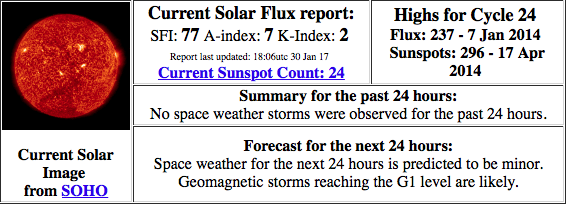 Current Solar Flux report:
SFI: 77 A-index: 7 K-Index: 2
Report last updated: 18:06utc 30 Jan 17
Current Sunspot Count: 24
Highs for Cycle 24
Flux: 237 - 7 Jan 2014
Sunspots: 296 - 17 Apr
2014
Summary for the past 24 hours:
No space weather storms were observed for the past 24 hours.
Current Solar
Image
from SOHO
Forecast for the next 24 hours:
Space weather for the next 24 hours is predicted to be minor.
Geomagnetic storms reaching the G1 level are likely.